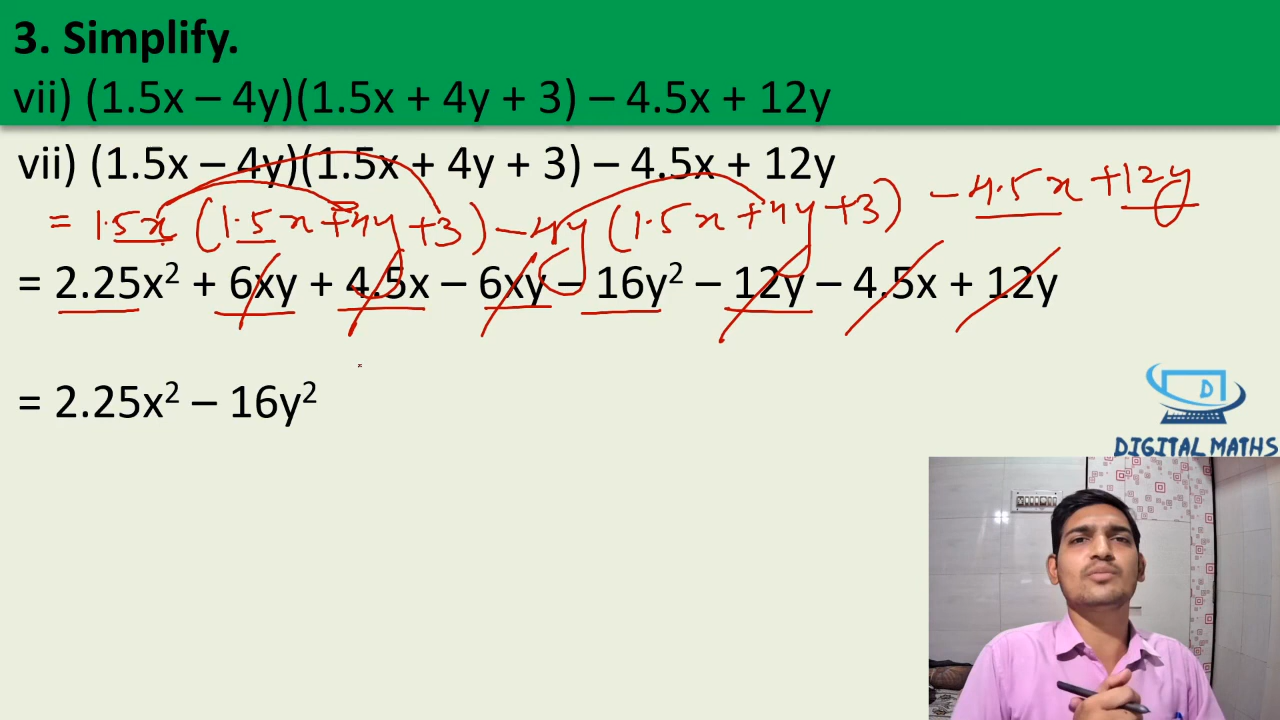 3. Simplify.
vii) (1.5x – 4y)(1.5x + 4y + 3) – 4.5x + 12y
vii) (1.5x – 4y)(1.5x + 4y + 3) – 4.5x + 12y
= 1.5x (1.5x +4y +3) – 4y (1.5x +4y +3) – 4.5x +12y
= 2.25x² + 6xy + 4.5x – 6xy – 16y² – 12y – 4.5x + 12y
= 2.25x² – 16y²
D
DIGITAL MATHS